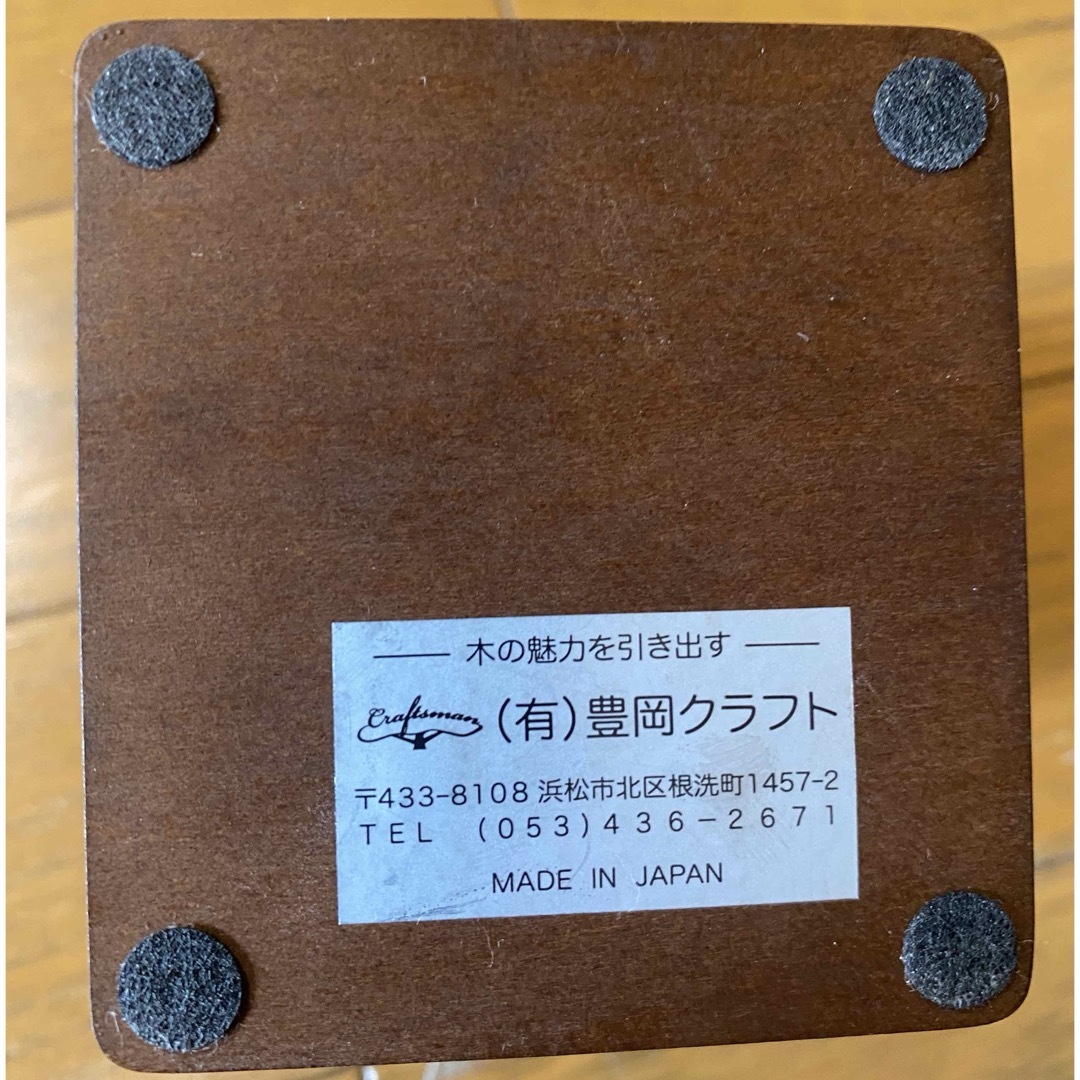 木の魅力を引き出す
Craftsman (有)豊岡クラフト
〒433-8108 浜松市北区根洗町1457-2
TEL (053)436-2671
MADE IN JAPAN